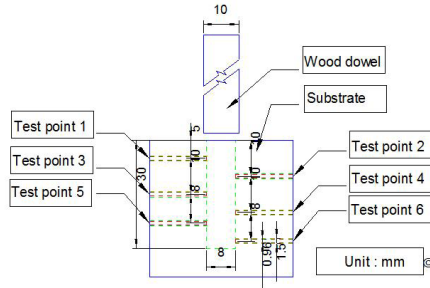 10
Wood dowel
Substrate
Test point 1
5
10
Test point 2
Test point 3
30
10
10
Test point 4
Test point 5
8
8
Test point 6
8
0.96
1.5
Unit : mm